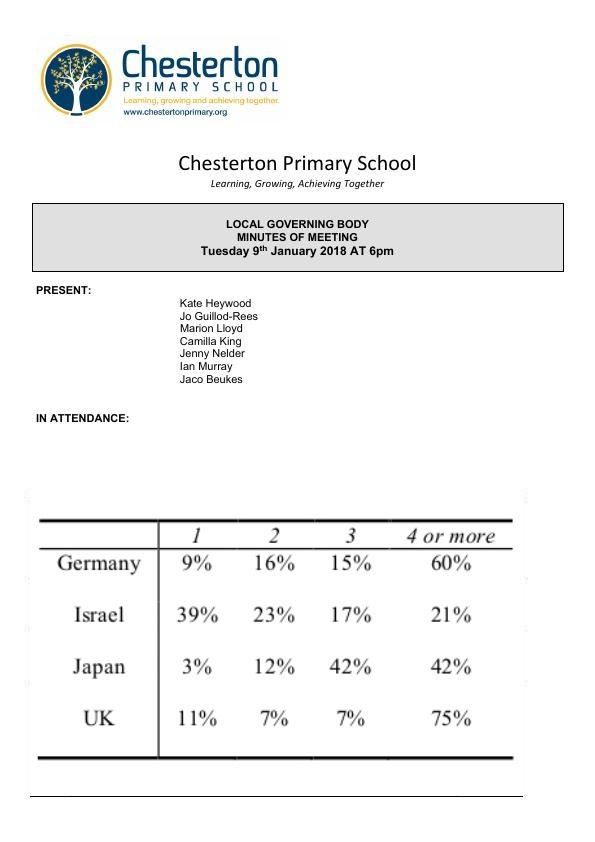 Chesterton
PRIMARY SCHOOL
Learning, growing and achieving together.
www.chestertonprimary.org
Chesterton Primary School
Learning, Growing, Achieving Together
LOCAL GOVERNING BODY
MINUTES OF MEETING
Tuesday 9th January 2018 AT 6pm
PRESENT:
Kate Heywood
Jo Guillod-Rees
Marion Lloyd
Camilla King
Jenny Nelder
Ian Murray
Jaco Beukes
IN ATTENDANCE:
1 2 3 4 or more
Germany 9% 16% 15% 60%
Israel 39% 23% 17% 21%
Japan 3% 12% 42% 42%
UK 11% 7% 7% 75%